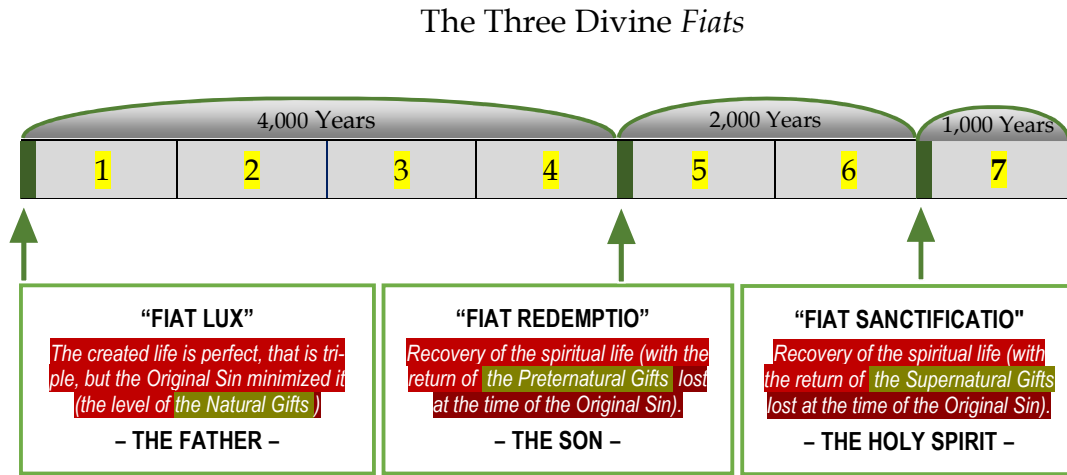 The Three Divine Fiats
4,000 Years
2,000 Years
1,000 Years
1
2
3
4
5
6
7
“FIAT LUX”
The created life is perfect, that is tri-
ple, but the Original Sin minimized it
(the level of the Natural Gifts )
– THE FATHER –
“FIAT REDEMPTIO”
Recovery of the spiritual life (with the
return of the Preternatural Gifts lost
at the time of the Original Sin).
– THE SON –
“FIAT SANCTIFICATIO"
Recovery of the spiritual life (with
the return of the Supernatural Gifts
lost at the time of the Original Sin).
– THE HOLY SPIRIT –